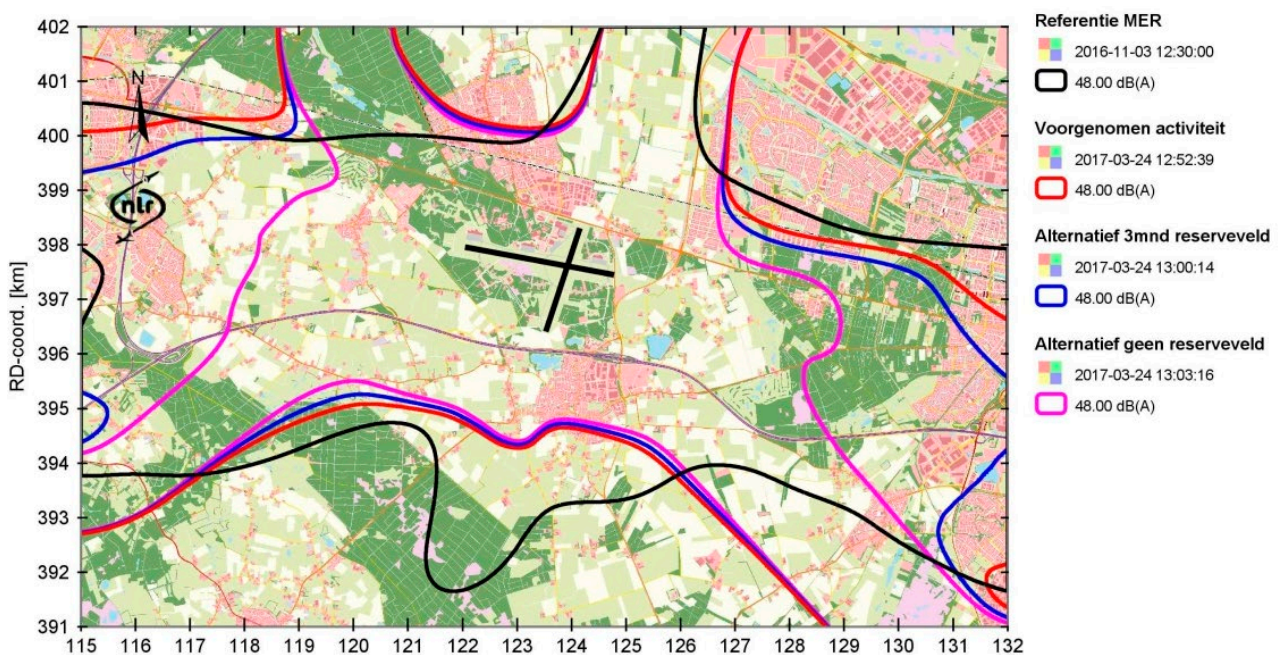 402
401
400
399
398
397
396
395
394
393
392
391
RD-coord. [km]
N
nlr
115 116 117 118 119 120 121 122 123 124 125 126 127 128 129 130 131 132
Referentie MER
2016-11-03 12:30:00
48.00 dB(A)
Voorgenomen activiteit
2017-03-24 12:52:39
48.00 dB(A)
Alternatief 3mnd reserveveld
2017-03-24 13:00:14
48.00 dB(A)
Alternatief geen reserveveld
2017-03-24 13:03:16
48.00 dB(A)